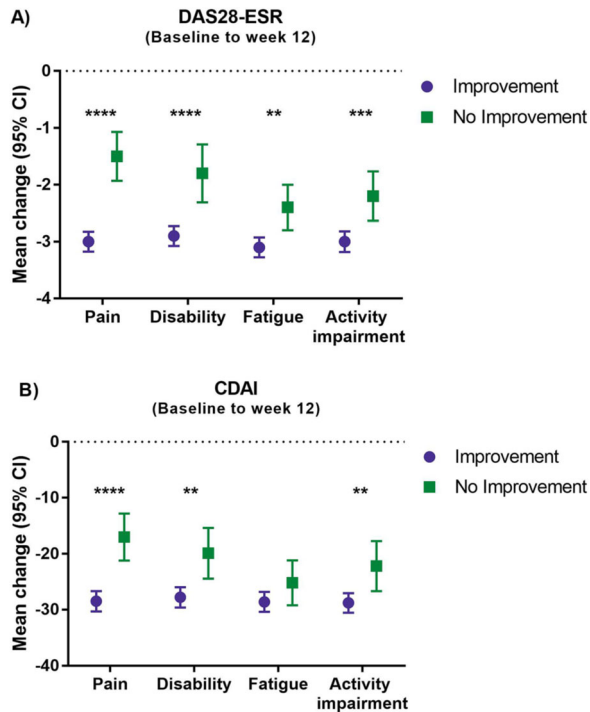 A)
DAS28-ESR
(Baseline to week 12)
Mean change (95% CI)
0
-1
-2
-3
-4
**** **** ** ***
Pain Disability Fatigue Activity
impairment
Improvement
No Improvement
B)
CDAI
(Baseline to week 12)
Mean change (95% CI)
0
-10
-20
-30
-40
**** ** **
Pain Disability Fatigue Activity
impairment
Improvement
No Improvement